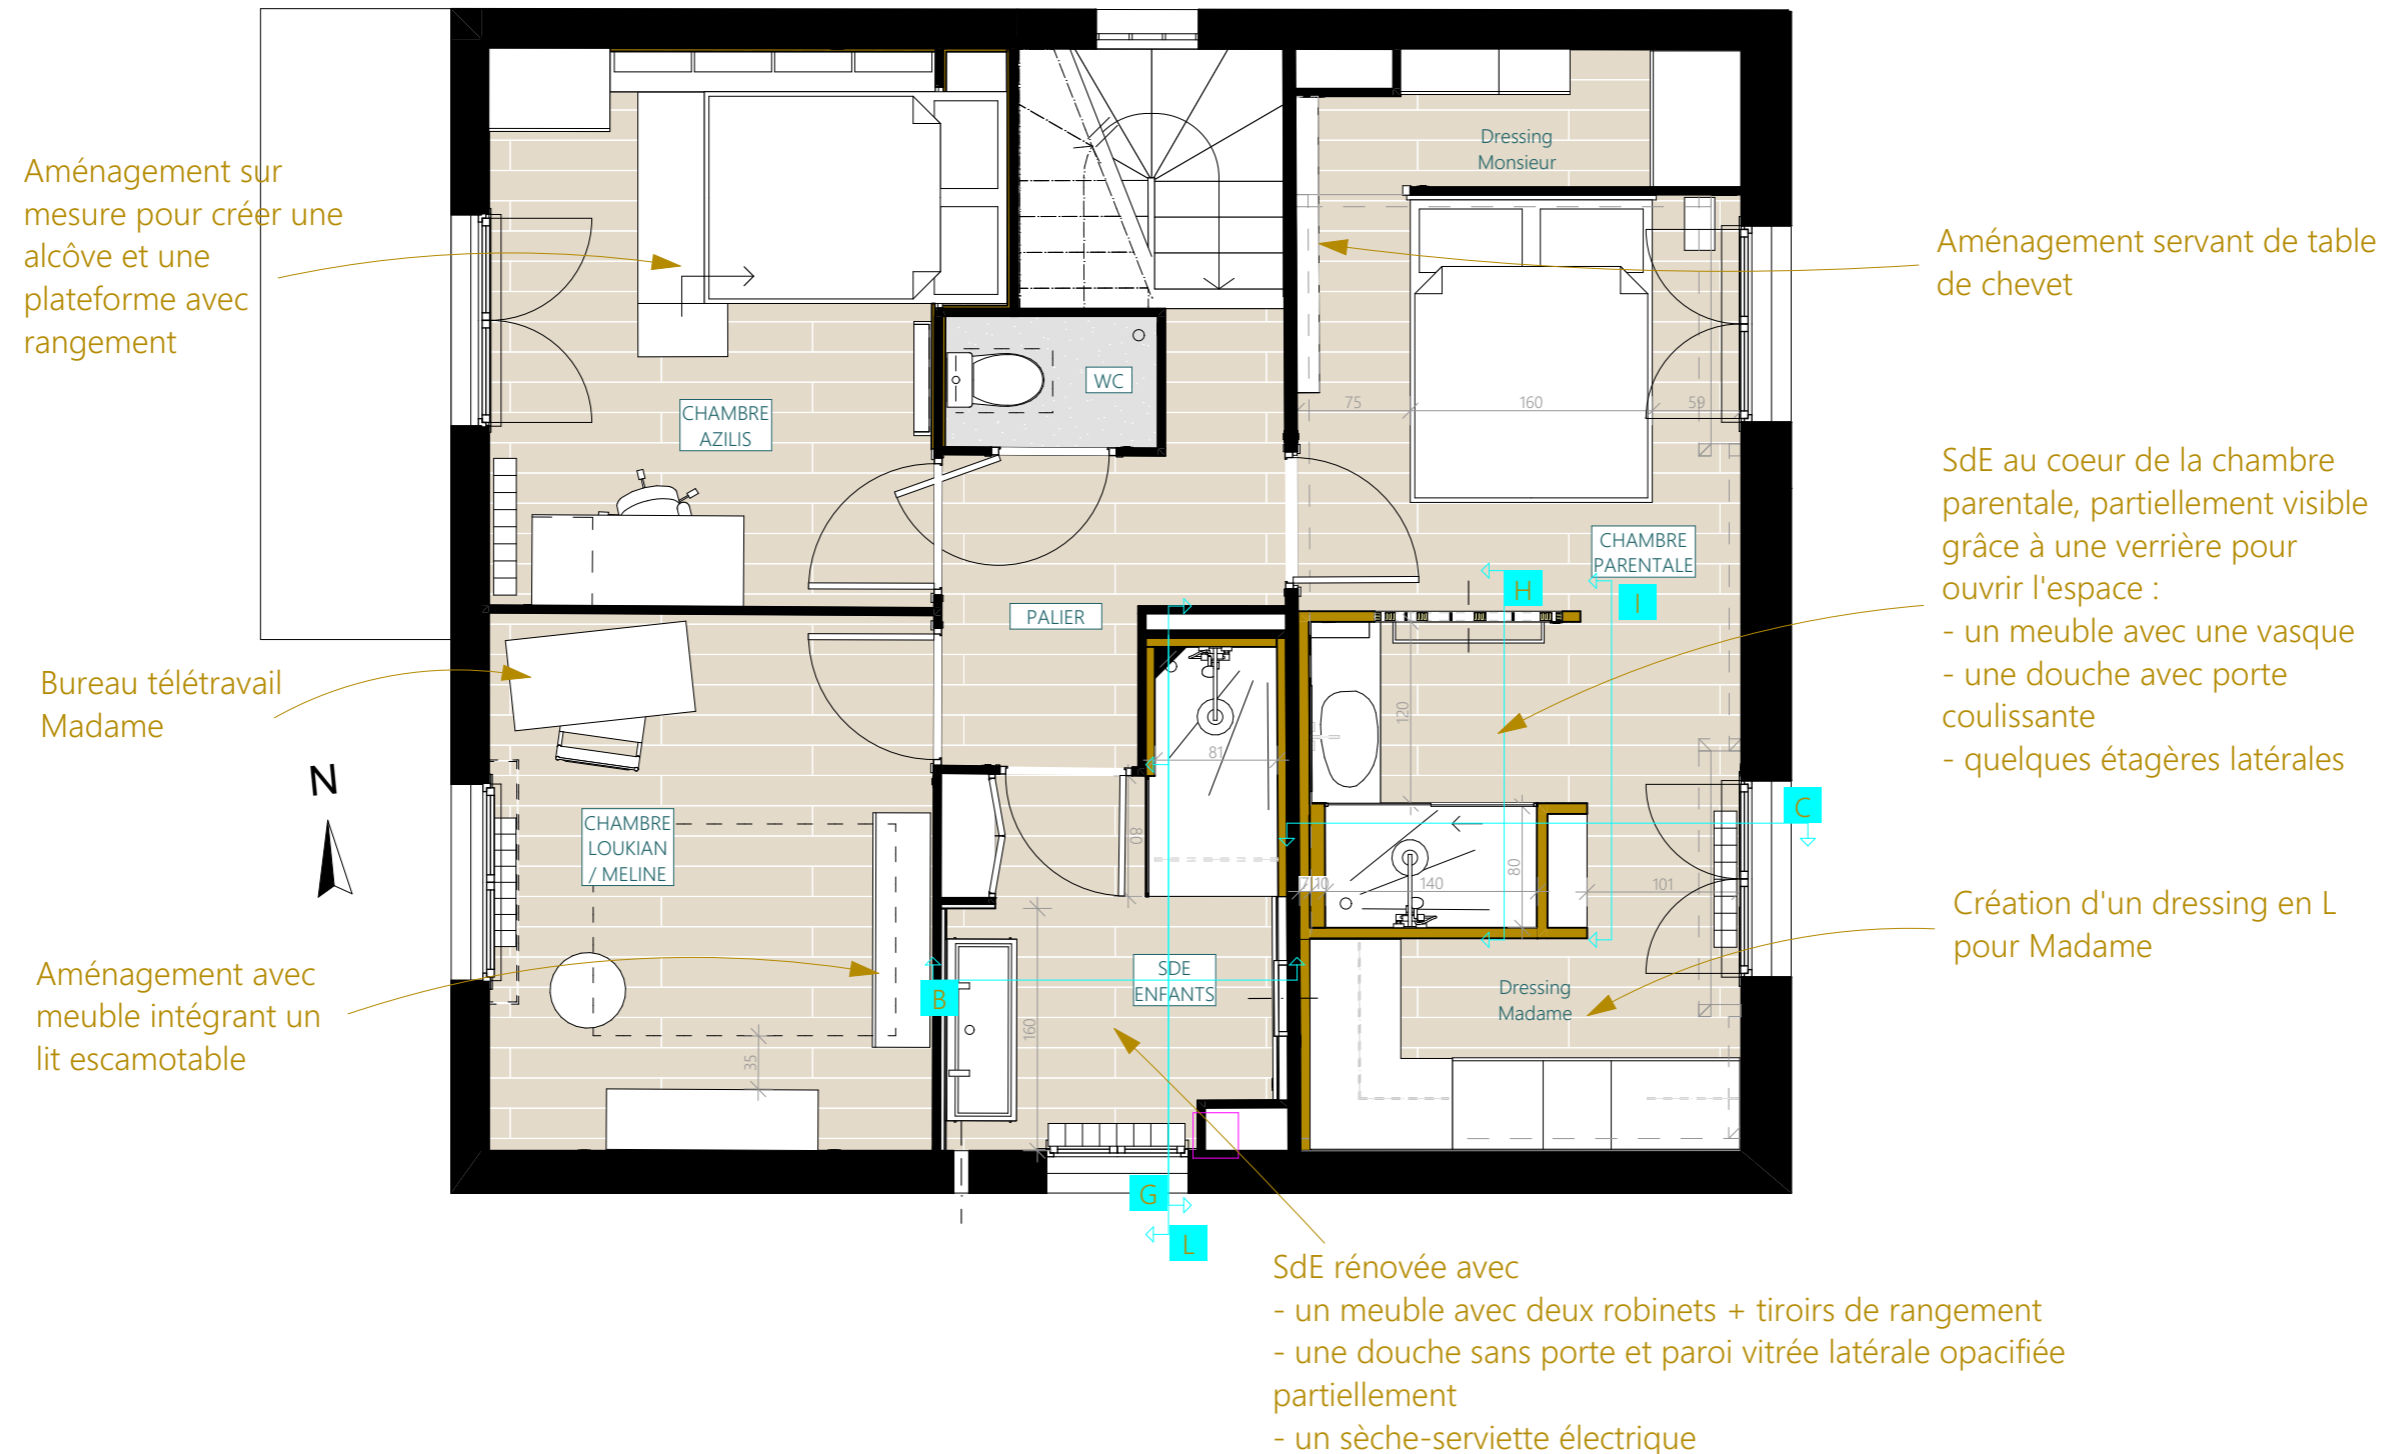 Aménagement sur
mesure pour créer une
alcôve et une
plateforme avec
rangement
Dressing
Monsieur
Aménagement servant de table
de chevet
WC
CHAMBRE
AZILIS
75
160
59
SdE au coeur de la chambre
parentale, partiellement visible
grâce à une verrière pour
ouvrir l'espace :
- un meuble avec une vasque
- une douche avec porte
coulissante
- quelques étagères latérales
CHAMBRE
PARENTALE
H
I
PALIER
Bureau télétravail
Madame
N
120
81
C
CHAMBRE
LOUKIAN
/ MELINE
80
80
7
10
140
101
Création d'un dressing en L
pour Madame
Aménagement avec
meuble intégrant un
lit escamotable
SDE
ENFANTS
B
Dressing
Madame
160
35
G
L
SdE rénovée avec
- un meuble avec deux robinets + tiroirs de rangement
- une douche sans porte et paroi vitrée latérale opacifiée
partiellement
- un sèche-serviette électrique